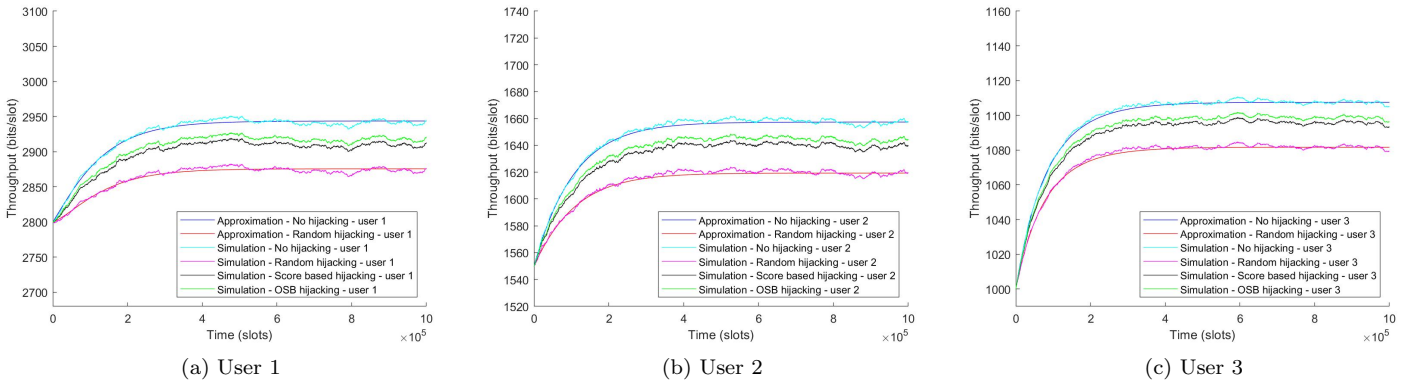 3100
3050
3000
2950
2900
2850
2800
2750
2700
Throughput (bits/slot)
Approximation - No hijacking - user 1
Approximation - Random hijacking - user 1
Simulation - No hijacking - user 1
Simulation - Random hijacking - user 1
Simulation - Score based hijacking - user 1
Simulation - OSB hijacking - user 1
0 2 4 6 8 10
Time (slots)
×10⁵
(a) User 1
1740
1720
1700
1680
1660
1640
1620
1600
1580
1560
1540
1520
Throughput (bits/slot)
Approximation - No hijacking - user 2
Approximation - Random hijacking - user 2
Simulation - No hijacking - user 2
Simulation - Random hijacking - user 2
Simulation - Score based hijacking - user 2
Simulation - OSB hijacking - user 2
0 2 4 6 8 10
Time (slots)
×10⁵
(b) User 2
1160
1140
1120
1100
1080
1060
1040
1020
1000
Throughput (bits/slot)
Approximation - No hijacking - user 3
Approximation - Random hijacking - user 3
Simulation - No hijacking - user 3
Simulation - Random hijacking - user 3
Simulation - Score based hijacking - user 3
Simulation - OSB hijacking - user 3
0 2 4 6 8 10
Time (slots)
×10⁵
(c) User 3